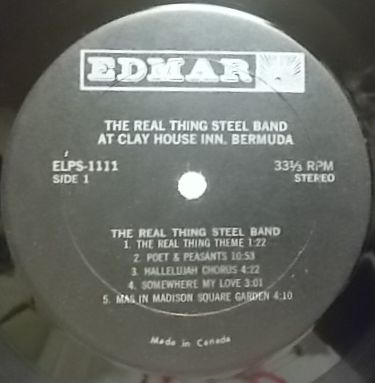 EDMAR
THE REAL THING STEEL BAND
AT CLAY HOUSE INN. BERMUDA
ELPS-1111
33⅓ RPM
SIDE 1
STEREO
THE REAL THING STEEL BAND
1. THE REAL THING THEME 1:22
2. POET & PEASANTS 10:53
3. HALLELUJAH CHORUS 4:22
4. SOMEWHERE MY LOVE 3:01
5. MAS IN MADISON SQUARE GARDEN 4:10
Made in Canada